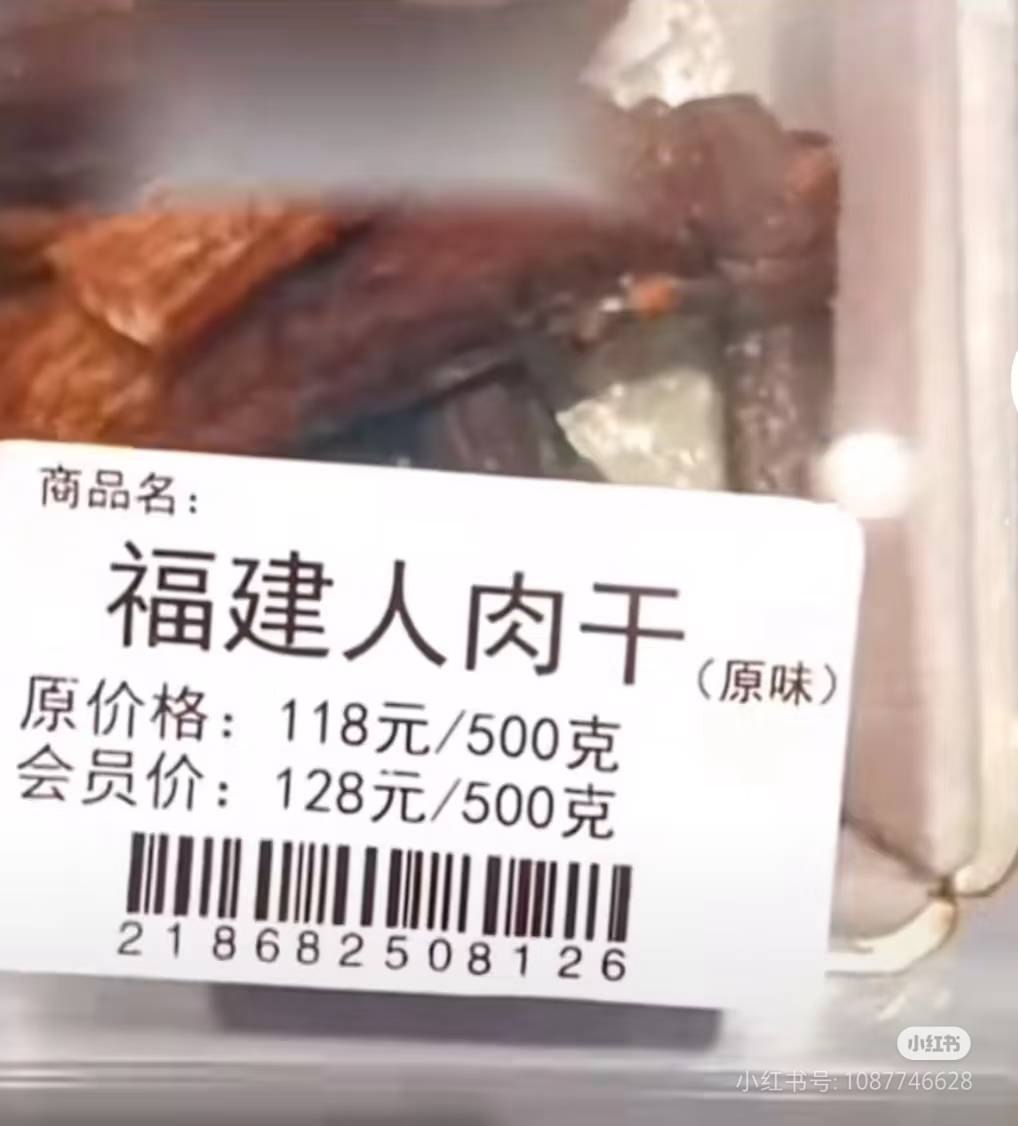 商品名：
福建人肉干
（原味）
原价格：118元/500克
会员价：128元/500克
218682508126
小红书
小红书号: 1087746628